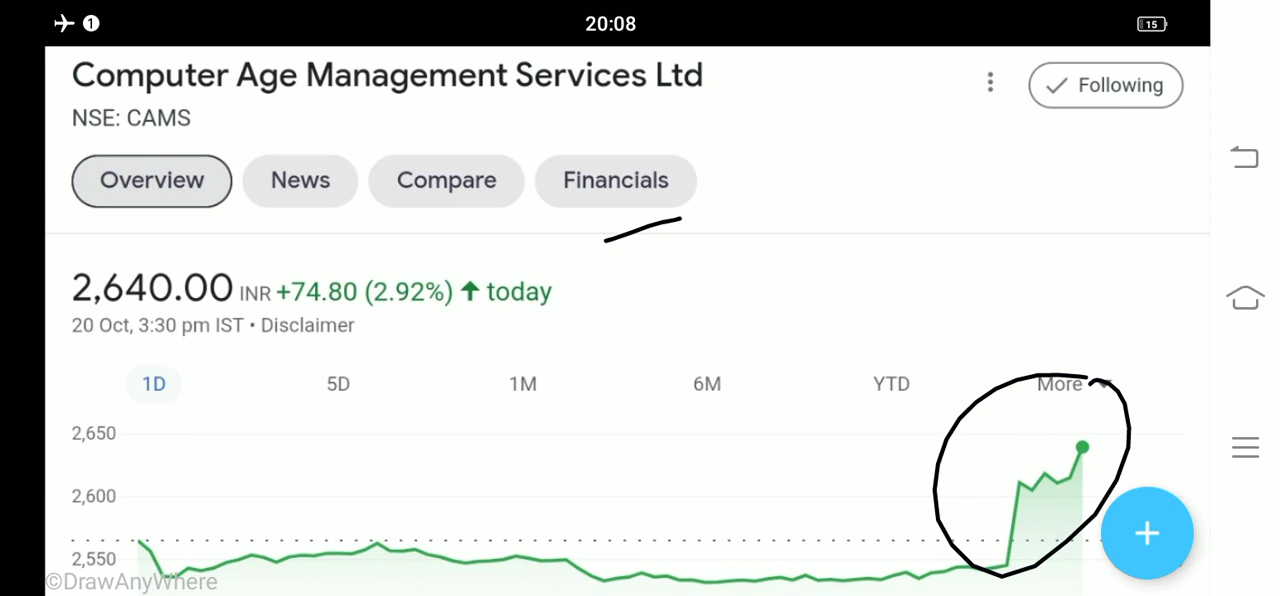 1 20:08 15
Computer Age Management Services Ltd
Following
NSE: CAMS
Overview News Compare Financials
2,640.00 INR +74.80 (2.92%) ↑ today
20 Oct, 3:30 pm IST • Disclaimer
1D 5D 1M 6M YTD More
2,650
2,600
2,550
©DrawAnyWhere